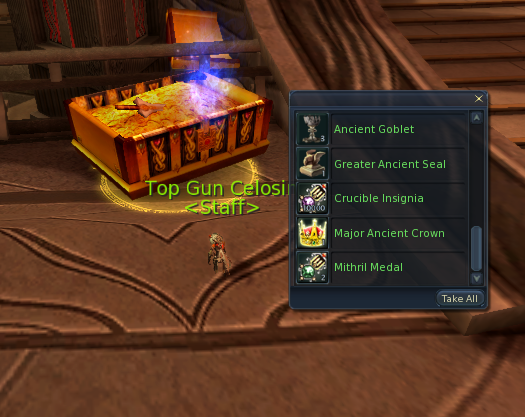 Top Gun Celosi
<Staff>
Ancient Goblet
3
Greater Ancient Seal
1
Crucible Insignia
Major Ancient Crown
Mithril Medal
2
Take All